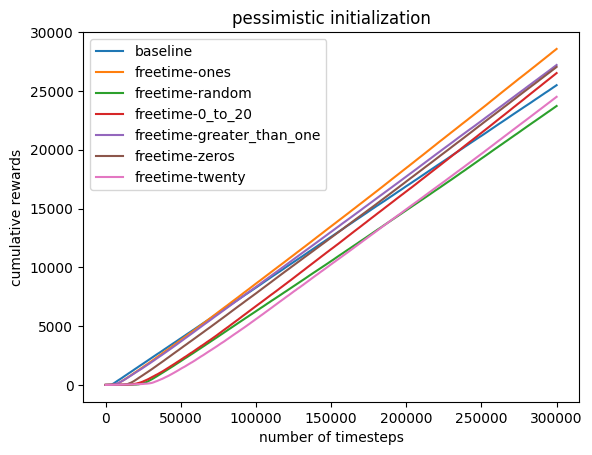 pessimistic initialization
30000
25000
20000
15000
10000
5000
0
cumulative rewards
baseline
freetime-ones
freetime-random
freetime-0_to_20
freetime-greater_than_one
freetime-zeros
freetime-twenty
0 50000 100000 150000 200000 250000 300000
number of timesteps